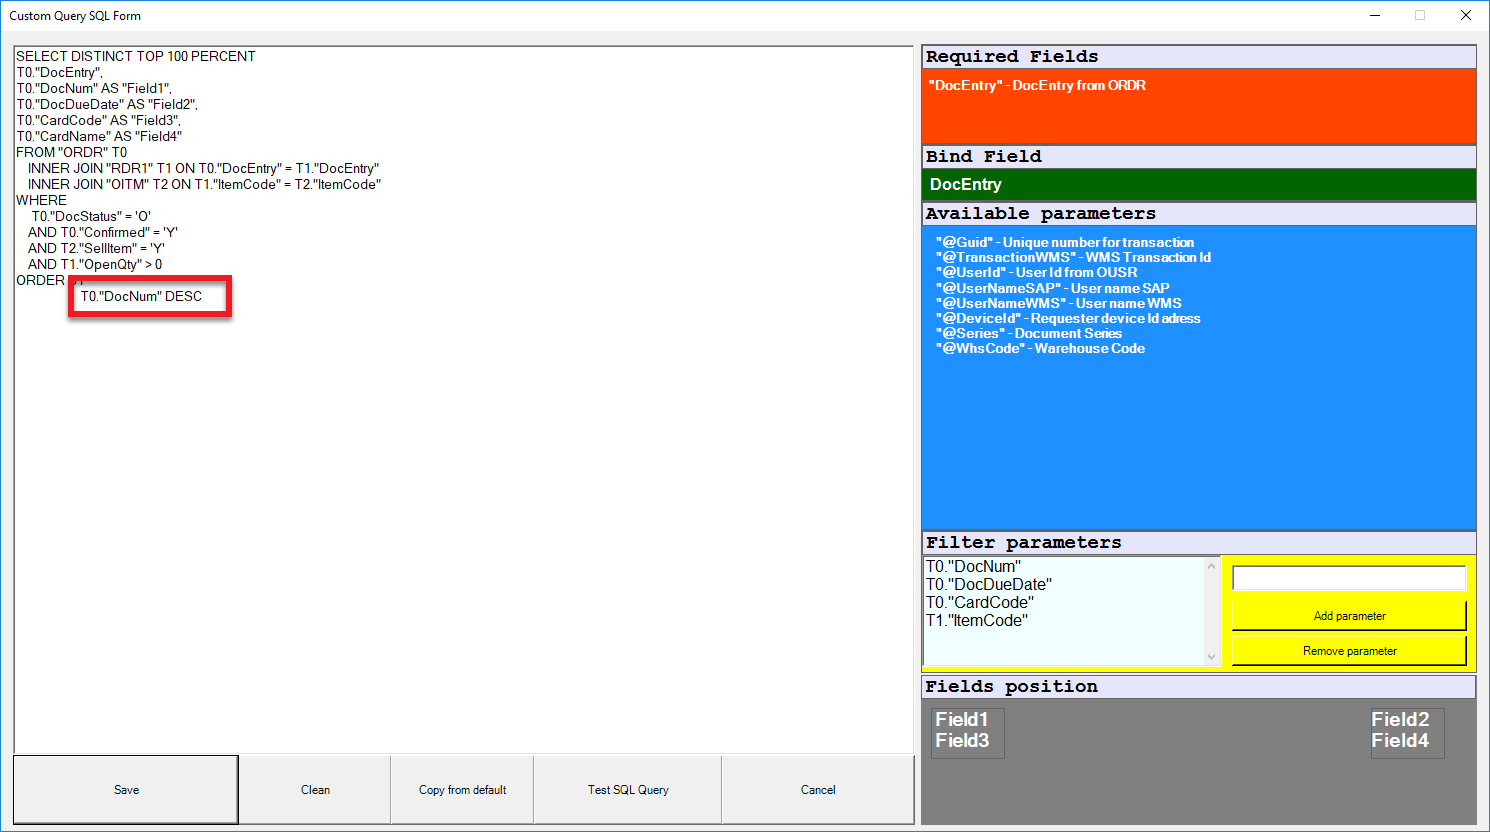 Custom Query SQL Form
SELECT DISTINCT TOP 100 PERCENT
T0."DocEntry",
T0."DocNum" AS "Field1",
T0."DocDueDate" AS "Field2",
T0."CardCode" AS "Field3",
T0."CardName" AS "Field4"
FROM "ORDR" T0
INNER JOIN "RDR1" T1 ON T0."DocEntry" = T1."DocEntry"
INNER JOIN "OITM" T2 ON T1."ItemCode" = T2."ItemCode"
WHERE
T0."DocStatus" = 'O'
AND T0."Confirmed" = 'Y'
AND T2."SellItem" = 'Y'
AND T1."OpenQty" > 0
ORDER
T0."DocNum" DESC
Save
Clean
Copy from default
Test SQL Query
Cancel
Required Fields
"DocEntry" - DocEntry from ORDR
Bind Field
DocEntry
Available parameters
"@Guid" - Unique number for transaction
"@TransactionWMS" - WMS Transaction Id
"@UserId" - User Id from OUSR
"@UserNameSAP" - User name SAP
"@UserNameWMS" - User name WMS
"@DeviceId" - Requester device Id adress
"@Series" - Document Series
"@WhsCode" - Warehouse Code
Filter parameters
T0."DocNum"
T0."DocDueDate"
T0."CardCode"
T1."ItemCode"
Add parameter
Remove parameter
Fields position
Field1 Field2
Field3 Field4